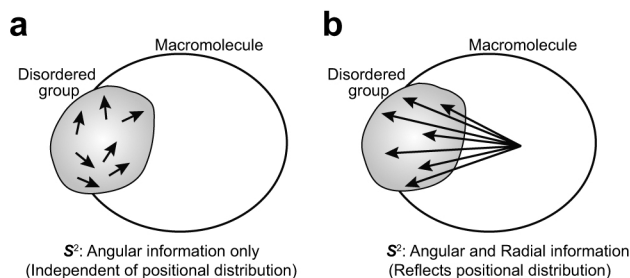 a
Macromolecule
Disordered
group
S²: Angular information only
(Independent of positional distribution)
b
Macromolecule
Disordered
group
S²: Angular and Radial information
(Reflects positional distribution)